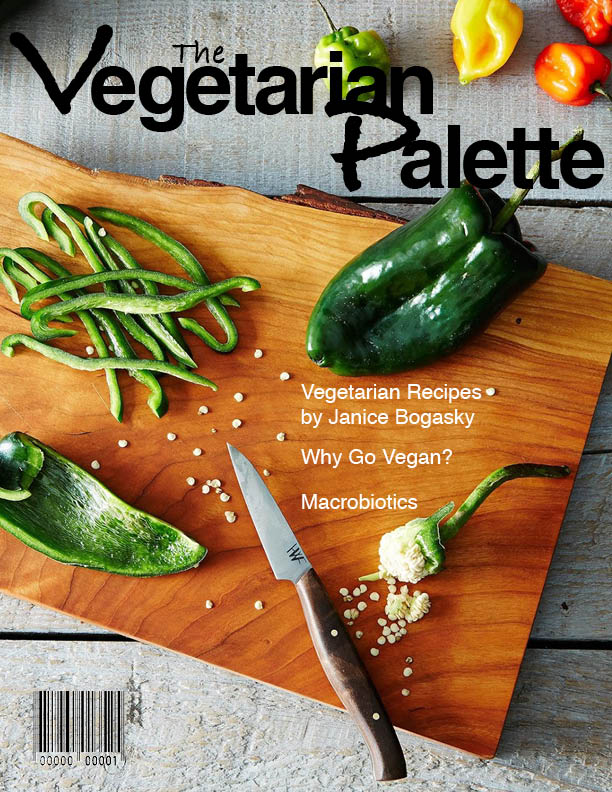 The
Vegetarian
Palette
Vegetarian Recipes
by Janice Bogasky
Why Go Vegan?
Macrobiotics
00000 00001